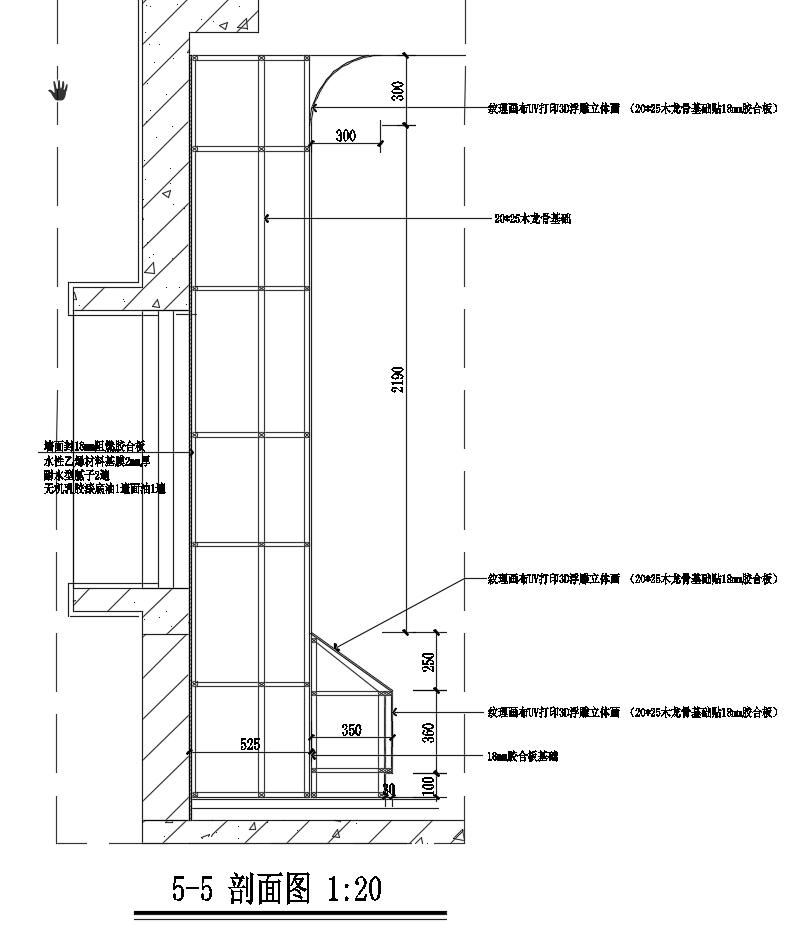 300
纹理画布UV打印3D浮雕立体画 （20*25木龙骨基础贴18mm胶合板）
300
20*25木龙骨基础
2190
墙面封18mm阻燃胶合板
水性乙烯材料基膜2mm厚
耐水型腻子2遍
无机乳胶漆底油1遍面油1遍
纹理画布UV打印3D浮雕立体画 （20*25木龙骨基础贴18mm胶合板）
250
纹理画布UV打印3D浮雕立体画 （20*25木龙骨基础贴18mm胶合板）
350
360
525
18mm胶合板基础
100
5-5 剖面图 1:20